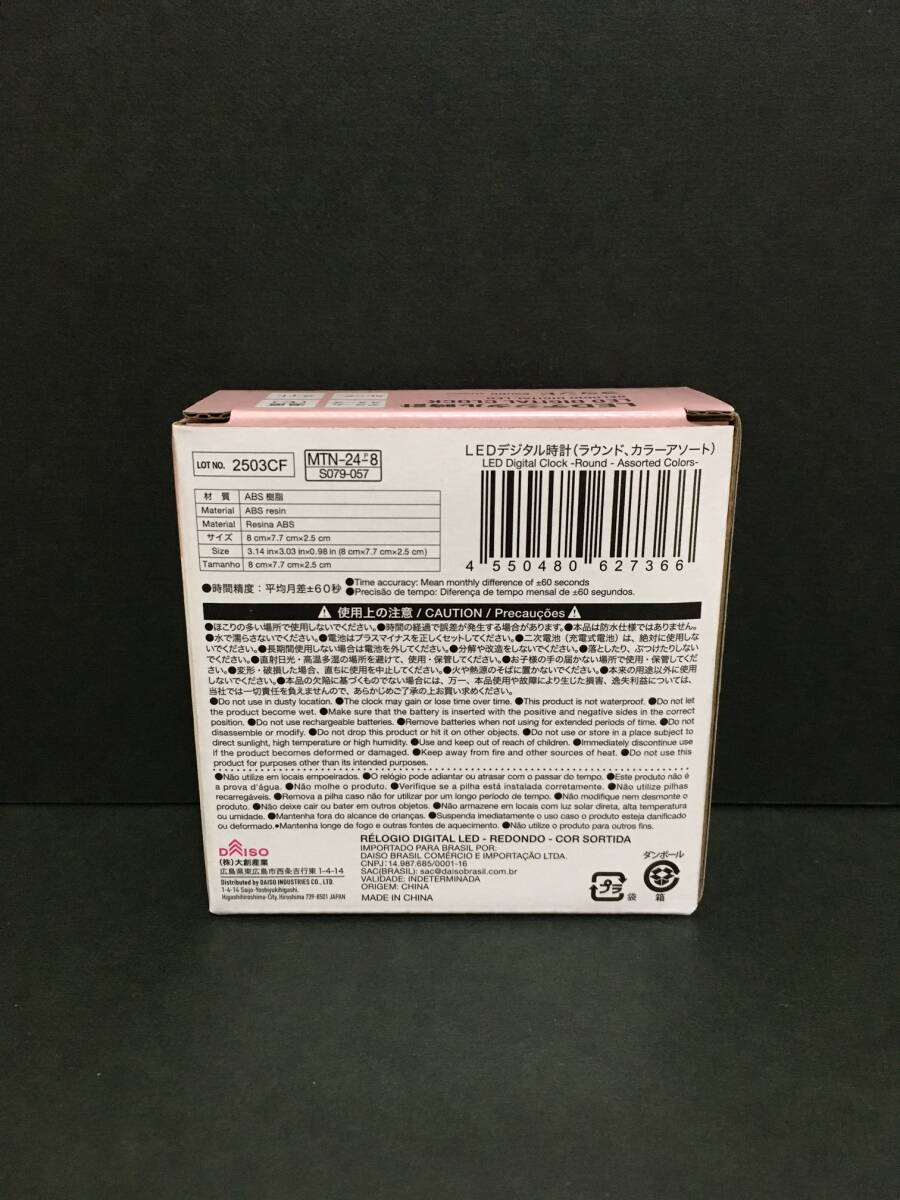 LEDデジタル時計
LED DIGITAL CLOCK
LOT NO. 2503CF
MTN-24-8
S079-057
LEDデジタル時計(ラウンド、カラーアソート)
LED Digital Clock -Round - Assorted Colors-
材 質 ABS 樹脂
Material ABS resin
Material Resina ABS
サイズ 8 cm×7.7 cm×2.5 cm
Size 3.14 in×3.03 in×0.98 in (8 cm×7.7 cm×2.5 cm)
Tamanho 8 cm×7.7 cm×2.5 cm
4 550480 627366
●時間精度:平均月差±60秒
●Time accuracy: Mean monthly difference of ±60 seconds
●Precisão de tempo: Diferença de tempo mensal de ±60 segundos.
使用上の注意 / CAUTION / Precauções
●ほこりの多い場所で使用しないでください。●時間の経過で誤差が発生する場合があります。●本品は防水仕様ではありません。
●水で濡らさないでください。●電池はプラスマイナスを正しくセットしてください。●二次電池(充電式電池)は、絶対に使用しな
いでください。●長期間使用しない場合は電池を外してください。●分解や改造をしないでください。●落としたり、ぶつけたりしない
でください。●直射日光・高温多湿の場所を避けて、使用・保管してください。●お子様の手の届かない場所で使用・保管してくだ
さい。●変形・破損した場合、直ちに使用を中止してください。●火や熱源のそばに置かないでください。●本来の用途以外に使用
しないでください。●本品の欠陥に基づくものでない場合には、万一、本品使用や故障により生じた損害、逸失利益については、
当社では一切責任を負えませんので、あらかじめご了承の上お買い求めください。
●Do not use in dusty location. ●The clock may gain or lose time over time. ●This product is not waterproof. ●Do not let
the product become wet. ●Make sure that the battery is inserted with the positive and negative sides in the correct
position. ●Do not use rechargeable batteries. ●Remove batteries when not using for extended periods of time. ●Do not
disassemble or modify. ●Do not drop this product or hit it on other objects. ●Do not use or store in a place subject to
direct sunlight, high temperature or high humidity. ●Use and keep out of reach of children. ●Immediately discontinue use
if the product becomes deformed or damaged. ●Keep away from fire and other sources of heat. ●Do not use this
product for purposes other than its intended purposes.
●Não utilize em locais empoeirados. ●O relógio pode adiantar ou atrasar com o passar do tempo. ●Este produto não é
a prova d'água. ●Não molhe o produto. ●Verifique se a pilha está instalada corretamente. ●Não utilize pilhas
recarregáveis. ●Remova a pilha caso não for utilizar por um longo período de tempo. ●Não modificar nem desmonte o
produto. ●Não deixe cair ou bater em outros objetos. ●Não armazene em locais com luz solar direta, alta temperatura
ou umidade. ●Mantenha fora do alcance de crianças. ●Suspenda imediatamente o uso caso o produto esteja danificado
ou deformado.●Mantenha longe de fogo e outras fontes de aquecimento. ●Não utilize o produto para outros fins.
DAISO
(株)大創産業
広島県東広島市西条吉行東1-4-14
Distributed by DAISO INDUSTRIES CO., LTD.
1-4-14 Saijo-Yoshiyukihigashi,
Higashihiroshima-City, Hiroshima 739-8501 JAPAN
RÉLOGIO DIGITAL LED - REDONDO - COR SORTIDA
IMPORTADO PARA BRASIL POR:
DAISO BRASIL COMÉRCIO E IMPORTAÇÃO LTDA.
CNPJ: 14.987.685/0001-16
SAC(BRASIL): sac@daisobrasil.com.br
VALIDADE: INDETERMINADA
ORIGEM: CHINA
MADE IN CHINA
プラ
袋
ダンボール
箱